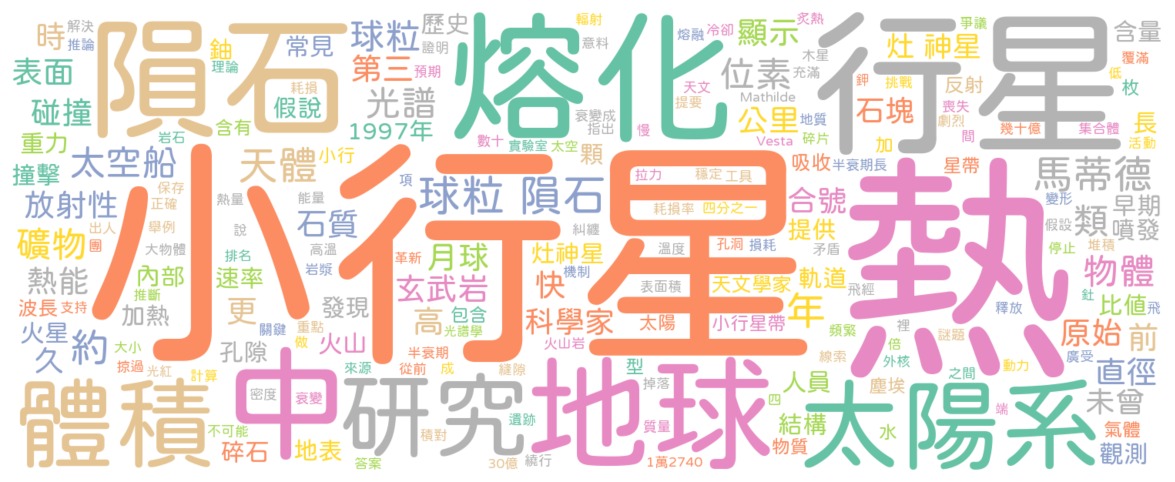 小行星
熱
隕石
熔化
行星
中
地球
體積
研究
太陽系
時
解決
推論
鈾
理論
常見
球粒
歷史
證明
表面
耗損
假說
第三
預期
光譜
輻射
意料
熔融
冷卻
顯示
炙熱
木星
充滿
爭議
灶 神星
含量
覆滿
位素
Mathilde
鉀
挑戰
反射
低
枚
碰撞
含有
1997年
衰變成
指出
天文
提要
公里
地質
石塊
喪失
劇烈
幾十億
長
重力
岩石
數十
慢
實驗室
太空
Vesta
碎片
加
間
集合體
活動
太空船
天體
小行
顆
吸收
半衰期長
星帶
馬蒂德
撞擊
保存
正確
熱量
能量
項
球粒 隕石
拉力
穩定
工具
合號
變形
類
早期
放射性
出人
舉例
說
石質
耗損率
四分之一
提供
假設
噴發
礦物
團
大物體
排名
高溫
革新
月球
灶神星
糾纏
溫度
孔洞
損耗
矛盾
停止
堆積
熱能
內部
推斷
速率
岩漿
玄武岩
快
機制
表面積
天文學家
軌道
飛經
物體
釷
波長
支持
加熱
更
發現
高
包含
光譜學
科學家
太陽
小行星帶
年
頻繁
裡
釋放
比值
飛
火星
久
約
大小
掠過
光紅
計算
孔隙
關鍵
重點
做
火山
半衰期
從前
成
火山岩
線索
倍
外核
謎題
廣受
原始
前
來源
縫隙
型
之間
動力
直徑
密度
衰變
遺跡
掉落
質量
四
人員
塵埃
水
端
未曾
不可能
碎石
地表
答案
積對
30億
繞行
1萬2740
物質
結構
氣體
觀測